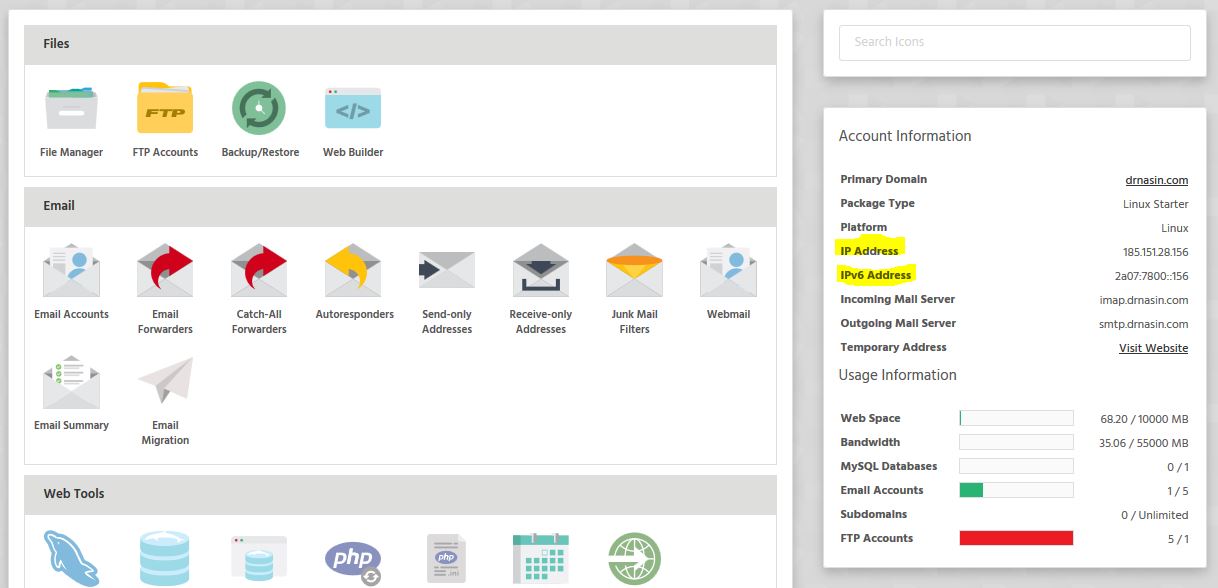 Files
FTP
</>
File Manager
FTP Accounts
Backup/Restore
Web Builder
Email
Email Accounts
Email
Forwarders
Catch-All
Forwarders
Autoresponders
Send-only
Addresses
Receive-only
Addresses
Junk Mail
Filters
Webmail
Email Summary
Email
Migration
Web Tools
php
php
.ini
Search Icons
Account Information
Primary Domain drnasin.com
Package Type Linux Starter
Platform Linux
IP Address 185.151.28.156
IPv6 Address 2a07:7800::156
Incoming Mail Server imap.drnasin.com
Outgoing Mail Server smtp.drnasin.com
Temporary Address Visit Website
Usage Information
Web Space 68.20 / 10000 MB
Bandwidth 35.06 / 55000 MB
MySQL Databases 0 / 1
Email Accounts 1 / 5
Subdomains 0 / Unlimited
FTP Accounts 5 / 1